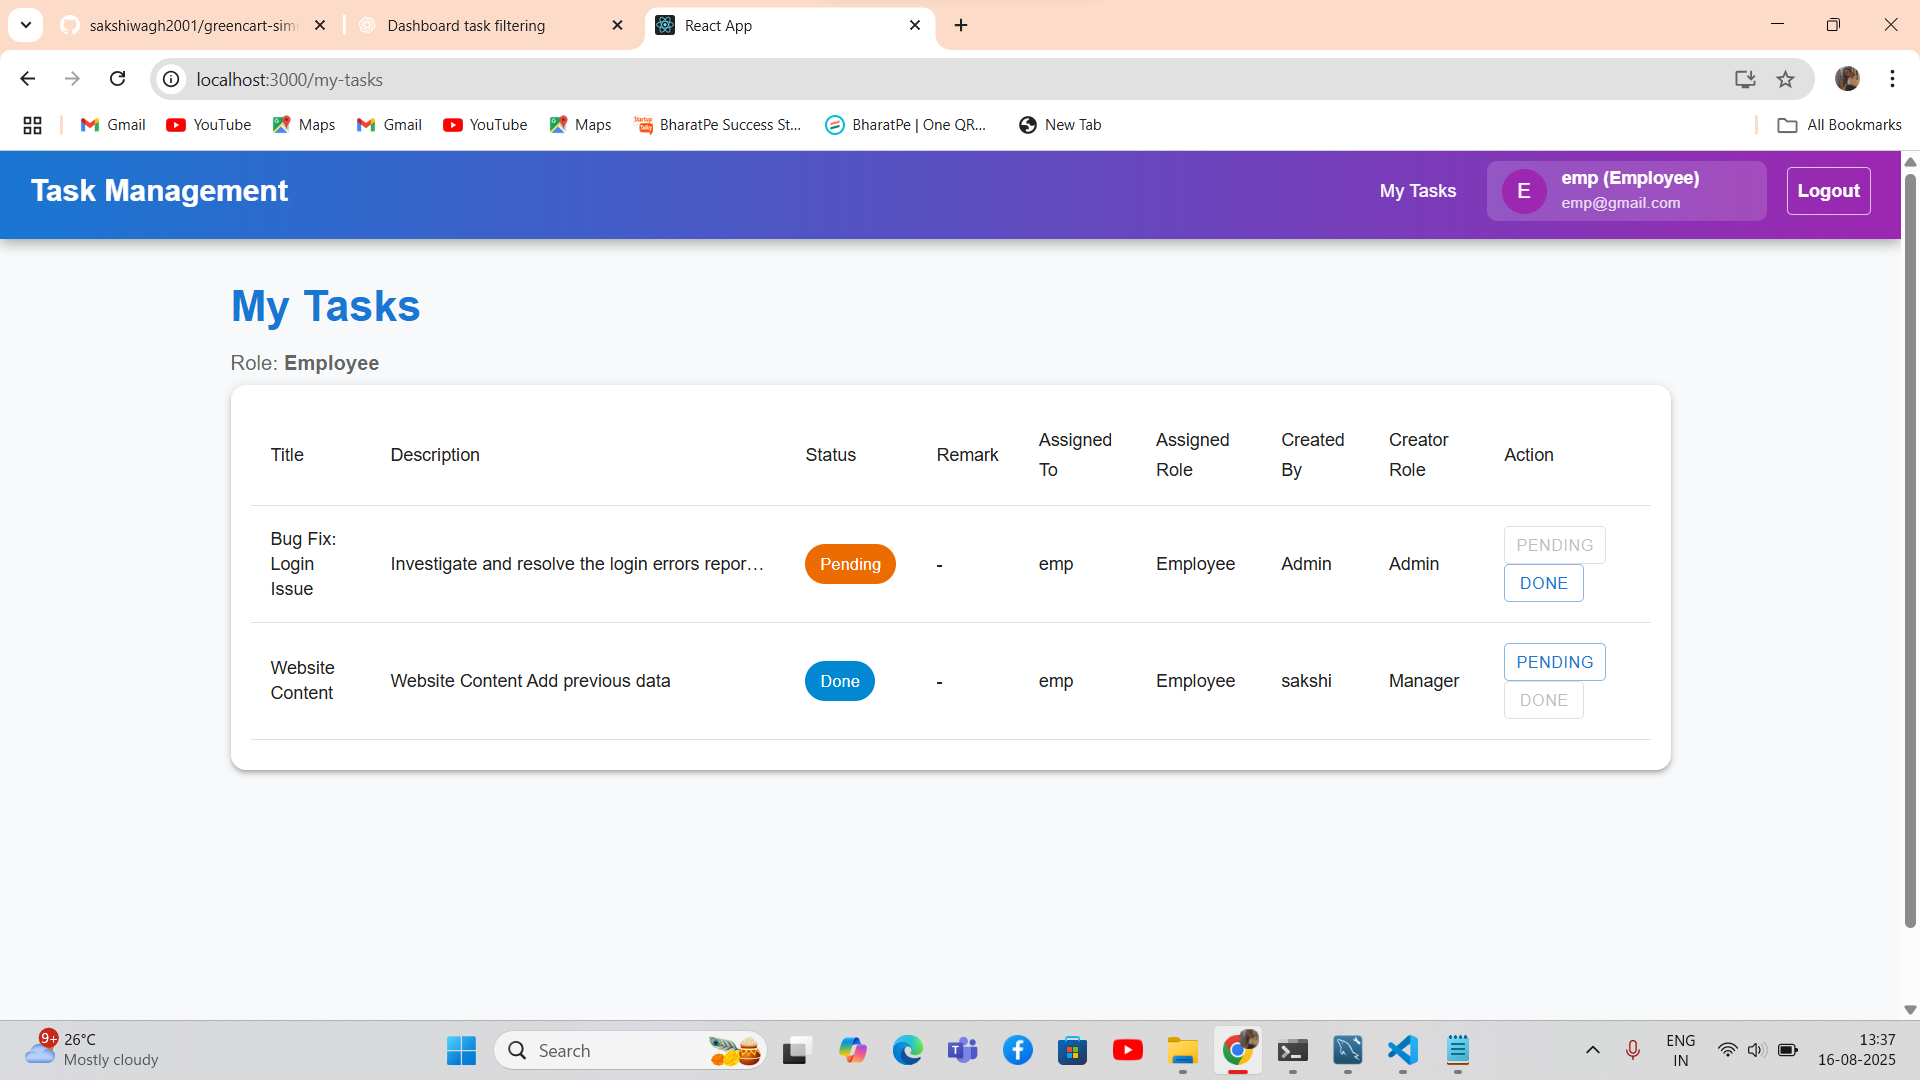 sakshiwagh2001/greencart-sim
Dashboard task filtering
React App
localhost:3000/my-tasks
Gmail
YouTube
Maps
Gmail
YouTube
Maps
StartupTalky
BharatPe Success St...
BharatPe | One QR...
New Tab
All Bookmarks
Task Management
My Tasks
E
emp (Employee)
emp@gmail.com
Logout
My Tasks
Role: Employee
Title
Description
Status
Remark
Assigned
To
Assigned
Role
Created
By
Creator
Role
Action
Bug Fix:
Login
Issue
Investigate and resolve the login errors repor...
Pending
-
emp
Employee
Admin
Admin
PENDING
DONE
Website
Content
Website Content Add previous data
Done
-
emp
Employee
sakshi
Manager
PENDING
DONE
9+
26°C
Mostly cloudy
Search
ENG
IN
13:37
16-08-2025